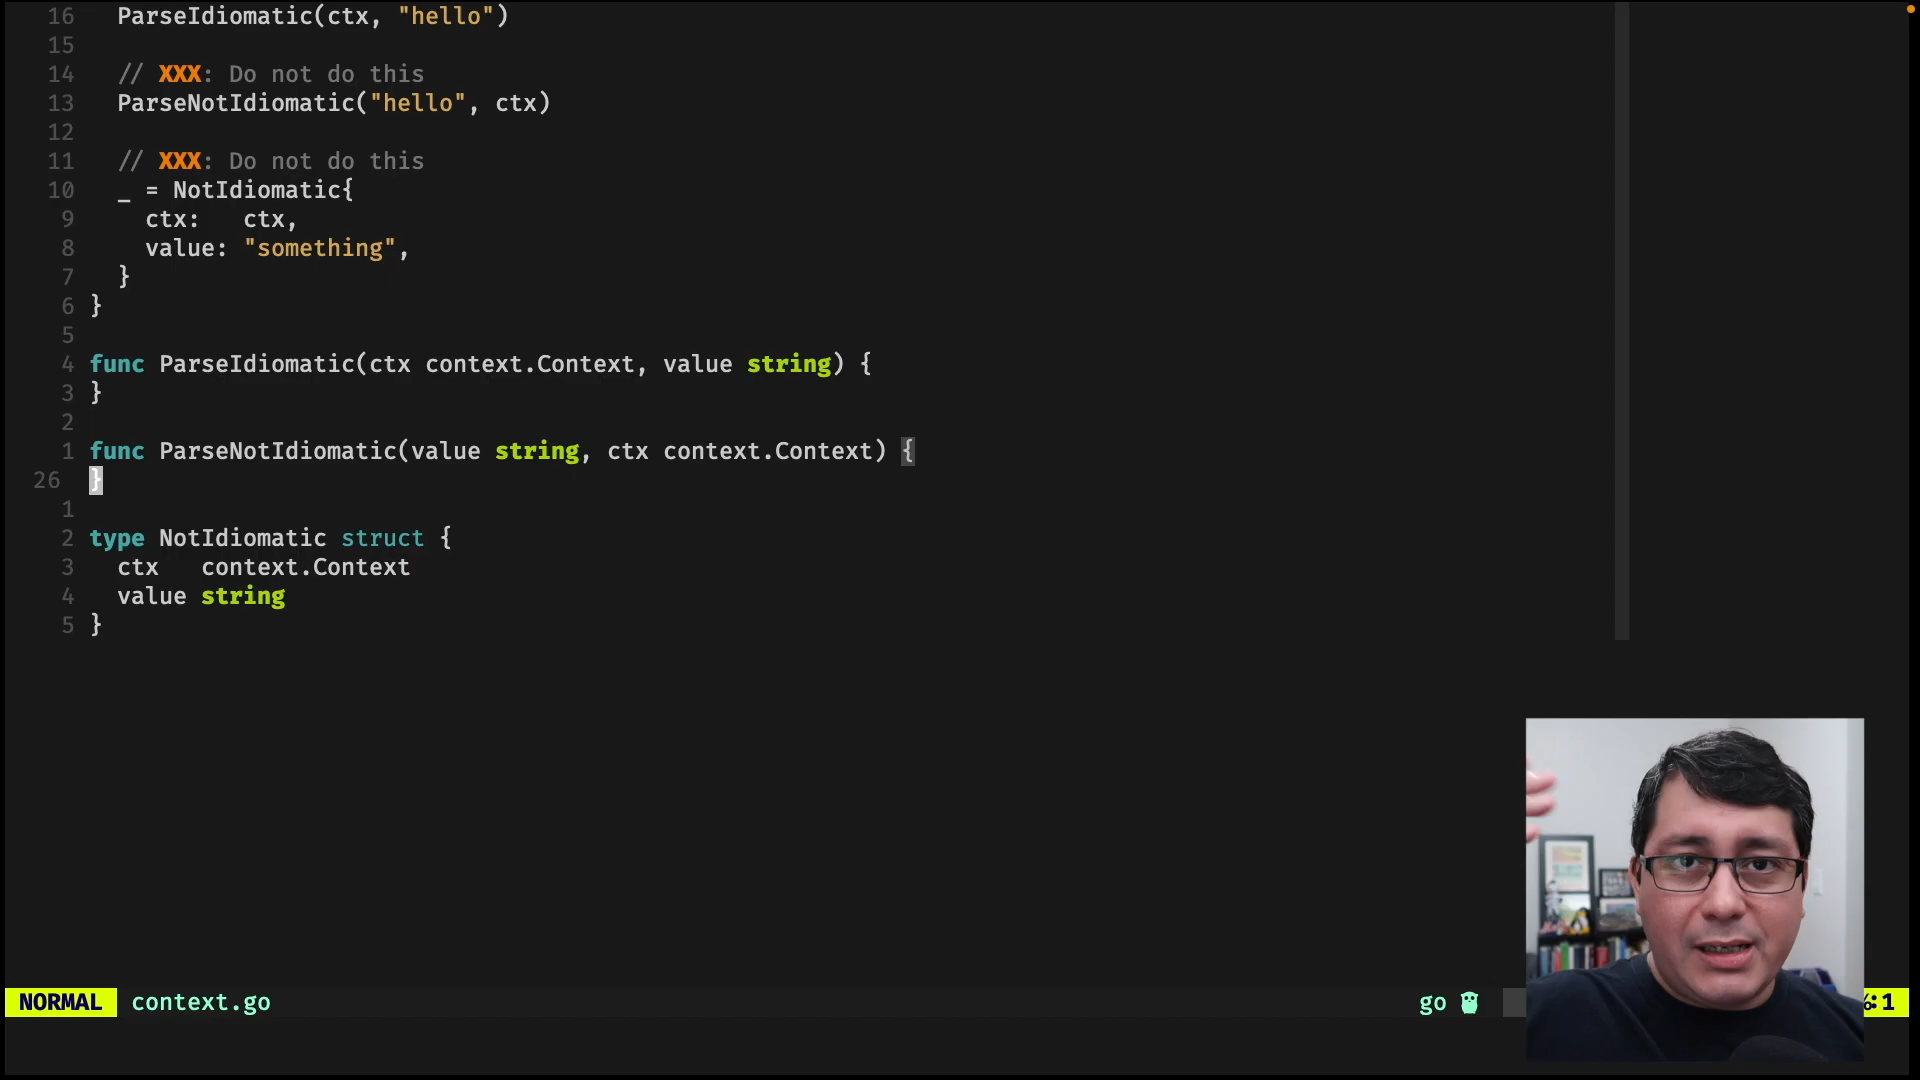 16 ParseIdiomatic(ctx, "hello")
15
14 // XXX: Do not do this
13 ParseNotIdiomatic("hello", ctx)
12
11 // XXX: Do not do this
10 _ = NotIdiomatic{
9 ctx: ctx,
8 value: "something",
7 }
6 }
5
4 func ParseIdiomatic(ctx context.Context, value string) {
3 }
2
1 func ParseNotIdiomatic(value string, ctx context.Context) {
26 }
1
2 type NotIdiomatic struct {
3 ctx context.Context
4 value string
5 }
NORMAL context.go go :1